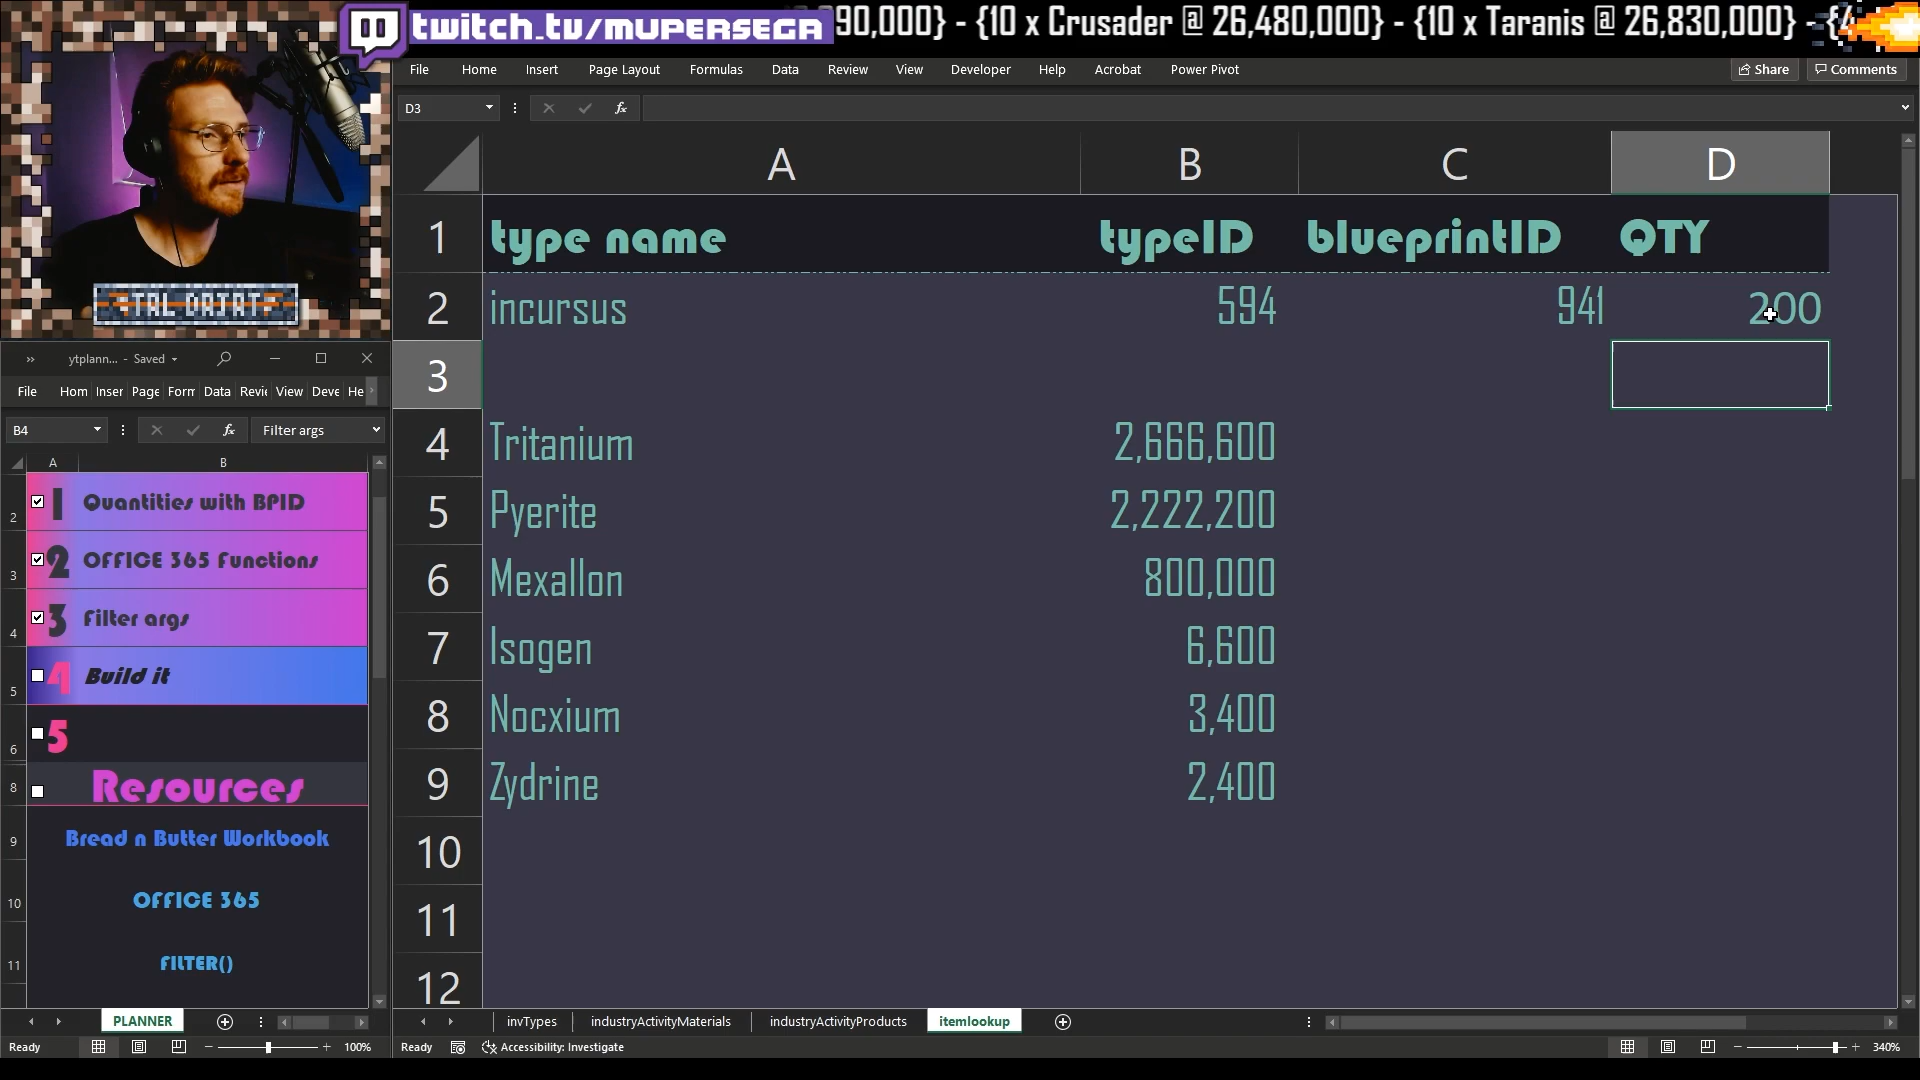 twitch.tv/mupersega
90,000} - {10 x Crusader @ 26,480,000} - {10 x Taranis @ 26,830,000} - {
File Home Insert Page Layout Formulas Data Review View Developer Help Acrobat Power Pivot Share Comments
D3 fx
A B C D
1 type name typeID blueprintID QTY
2 incursus 594 941 200
3
4 Tritanium 2,666,600
5 Pyerite 2,222,200
6 Mexallon 800,000
7 Isogen 6,600
8 Nocxium 3,400
9 Zydrine 2,400
10
11
12
invTypes industryActivityMaterials industryActivityProducts itemlookup
Ready Accessibility: Investigate 340%
ytplann... - Saved
File Hom Inser Page Form Data Revie View Deve He
B4 fx Filter args
A B
2 1 Quantities with BPID
3 2 OFFICE 365 Functions
4 3 Filter args
5 4 Build it
6 5
8 Resources
9 Bread n Butter Workbook
10 OFFICE 365
11 FILTER()
PLANNER
Ready 100%